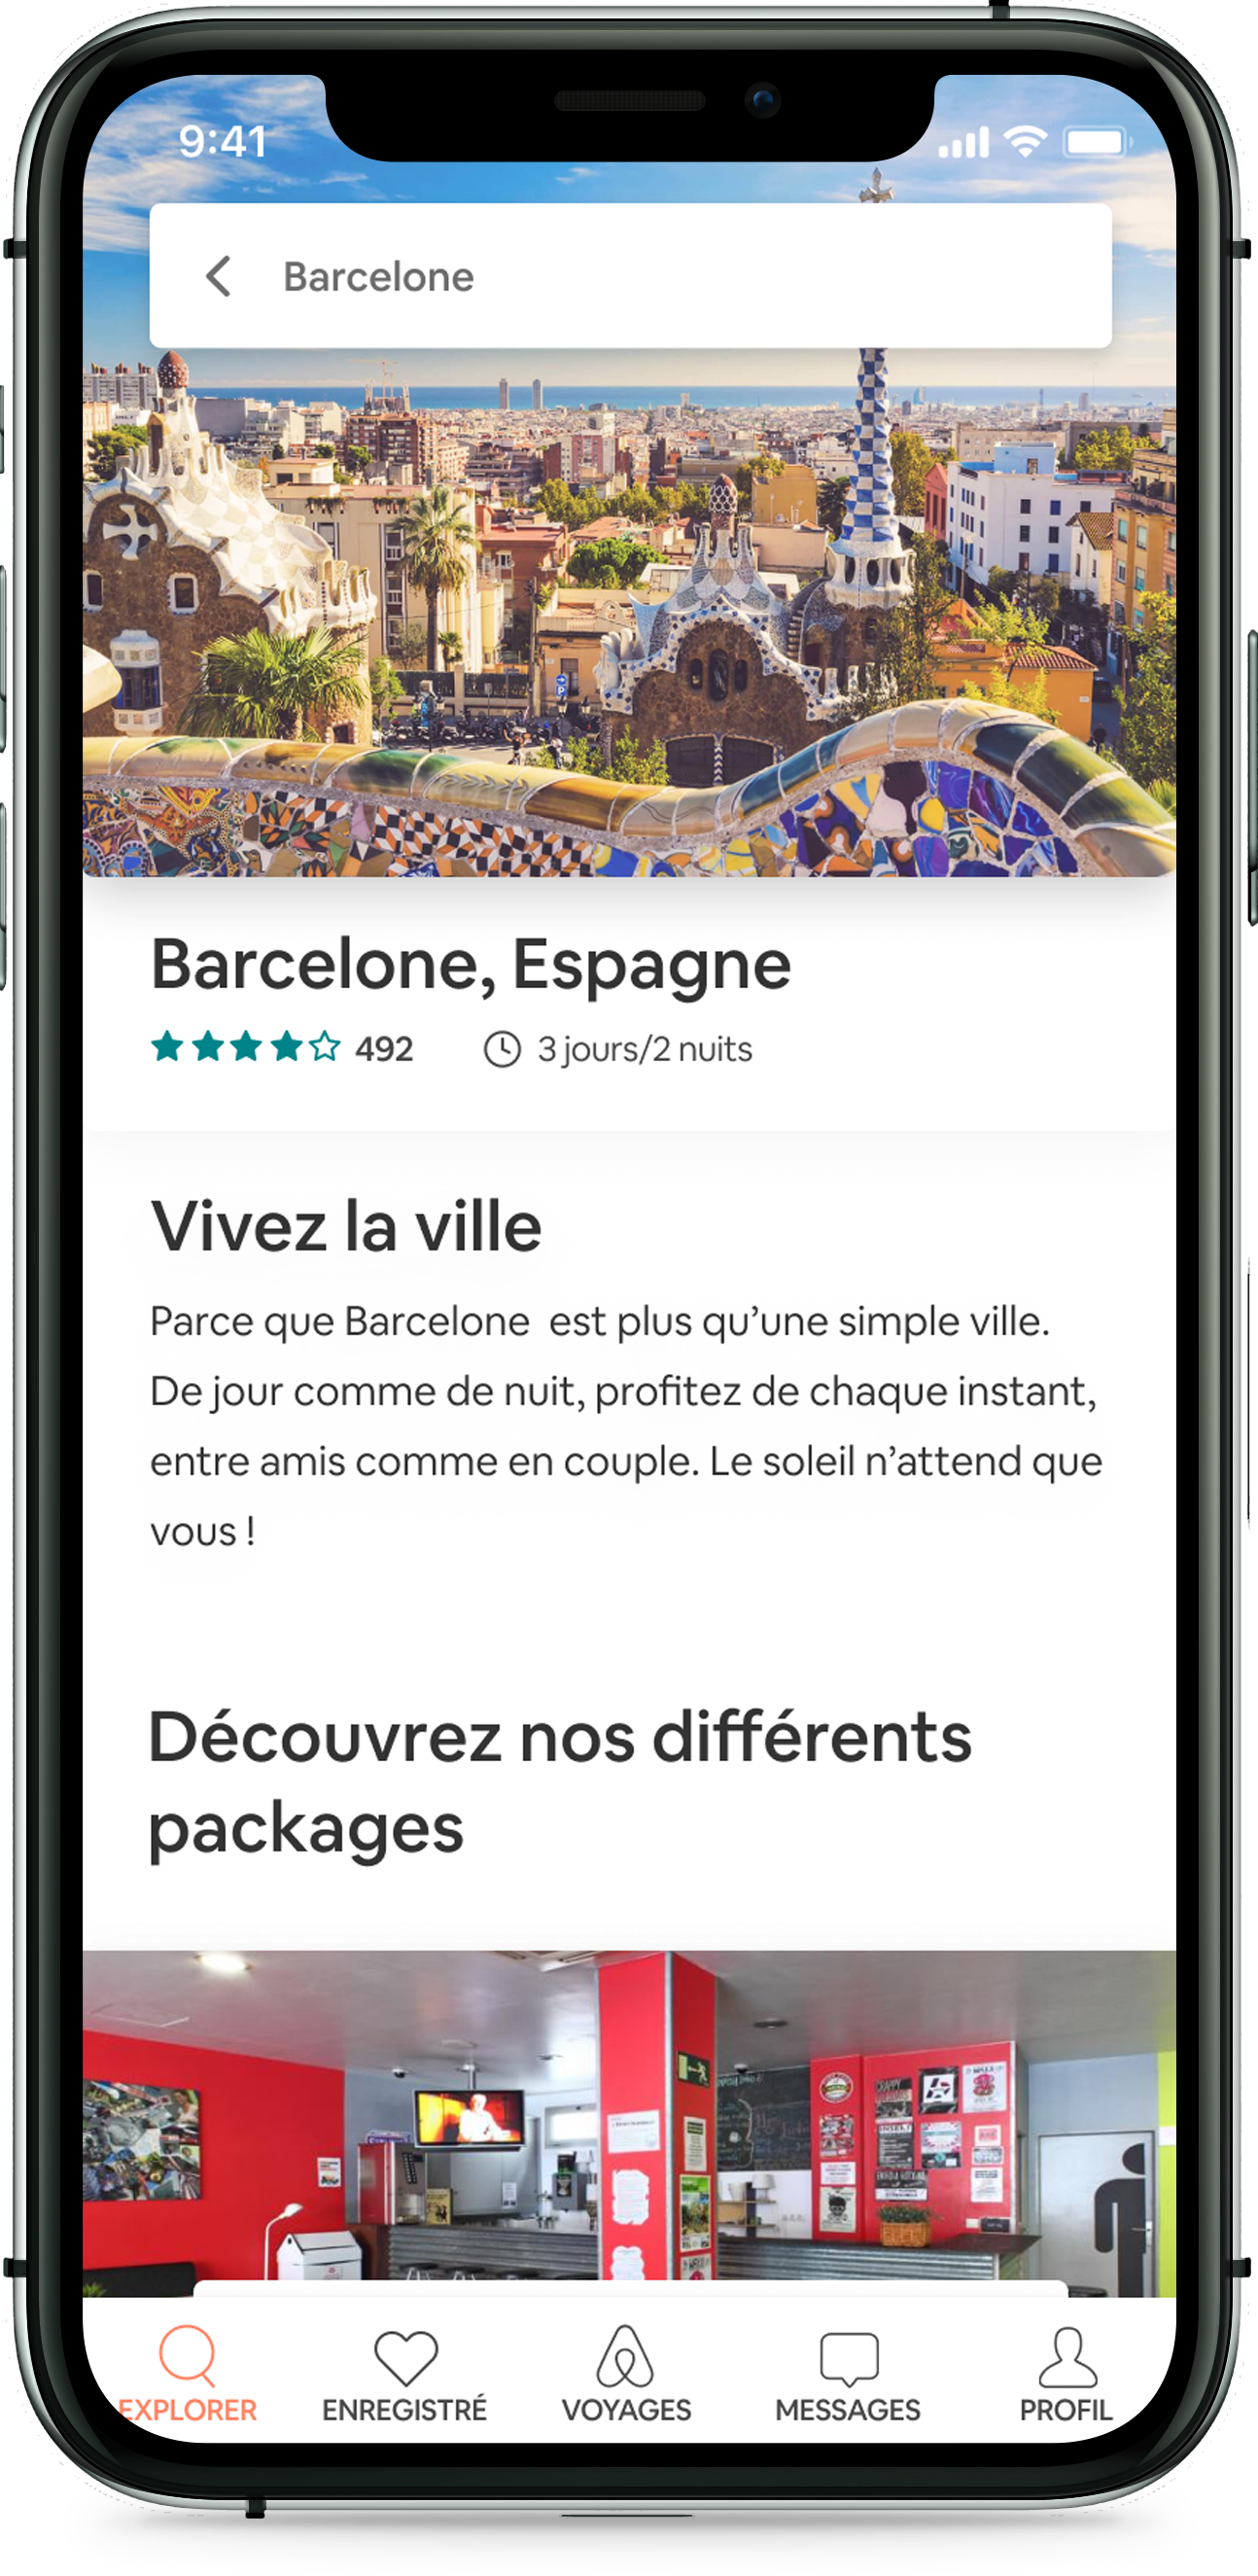 9:41
Barcelone
Barcelone, Espagne
492 3 jours/2 nuits
Vivez la ville
Parce que Barcelone est plus qu’une simple ville.
De jour comme de nuit, profitez de chaque instant,
entre amis comme en couple. Le soleil n’attend que
vous !
Découvrez nos différents
packages
EXPLORER ENREGISTRÉ VOYAGES MESSAGES PROFIL